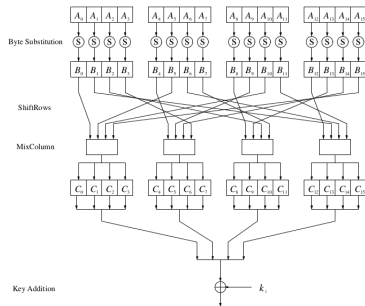 A₀ A₁ A₂ A₃ A₄ A₅ A₆ A₇ A₈ A₉ A₁₀ A₁₁ A₁₂ A₁₃ A₁₄ A₁₅
Byte Substitution S S S S S S S S S S S S S S S S
B₀ B₁ B₂ B₃ B₄ B₅ B₆ B₇ B₈ B₉ B₁₀ B₁₁ B₁₂ B₁₃ B₁₄ B₁₅
ShiftRows
MixColumn
C₀ C₁ C₂ C₃ C₄ C₅ C₆ C₇ C₈ C₉ C₁₀ C₁₁ C₁₂ C₁₃ C₁₄ C₁₅
Key Addition kᵢ